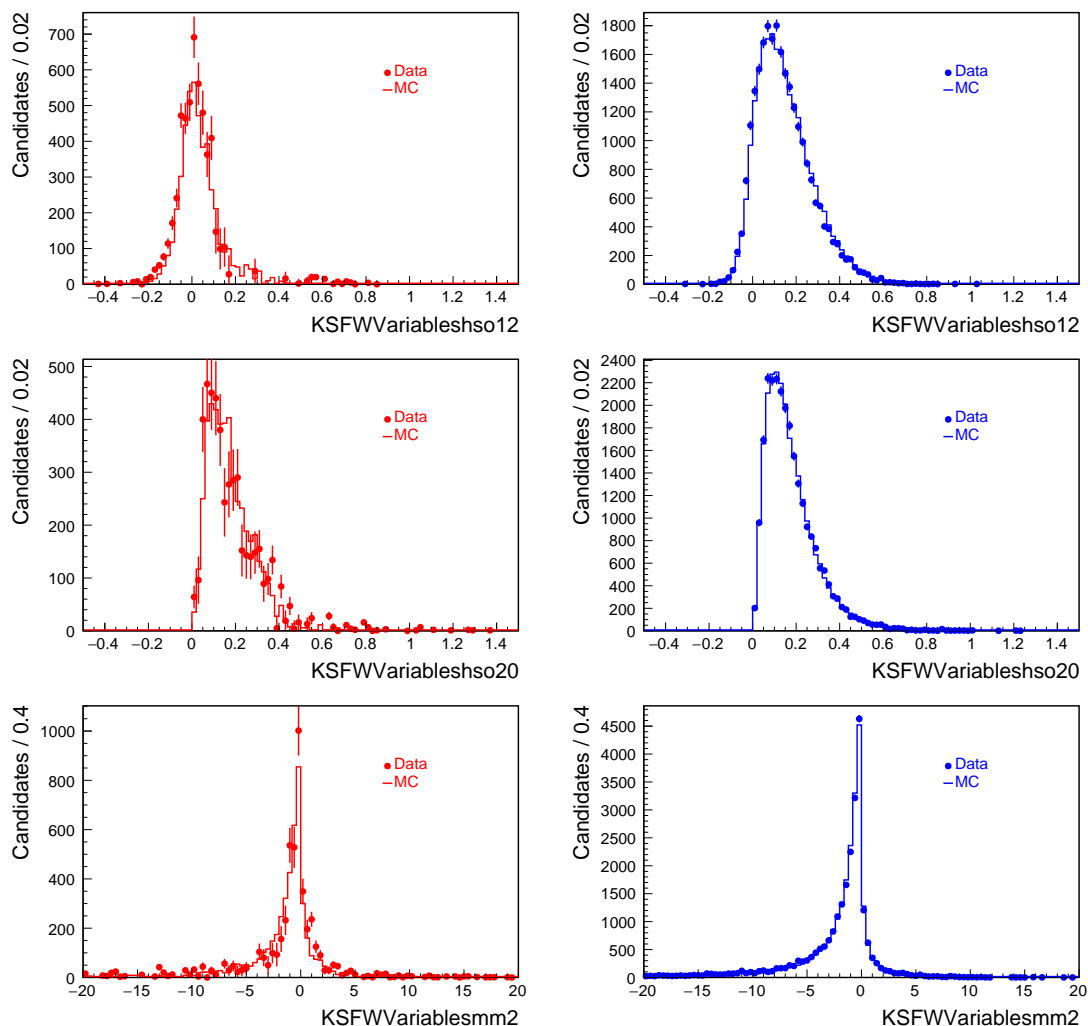 Candidates / 0.02
700
600
500
400
300
200
100
0
Data
MC
−0.4 −0.2 0 0.2 0.4 0.6 0.8 1 1.2 1.4
KSFWVariableshso12
Candidates / 0.02
1800
1600
1400
1200
1000
800
600
400
200
0
Data
MC
−0.4 −0.2 0 0.2 0.4 0.6 0.8 1 1.2 1.4
KSFWVariableshso12
Candidates / 0.02
500
400
300
200
100
0
Data
MC
−0.4 −0.2 0 0.2 0.4 0.6 0.8 1 1.2 1.4
KSFWVariableshso20
Candidates / 0.02
2400
2200
2000
1800
1600
1400
1200
1000
800
600
400
200
0
Data
MC
−0.4 −0.2 0 0.2 0.4 0.6 0.8 1 1.2 1.4
KSFWVariableshso20
Candidates / 0.4
1000
800
600
400
200
0
Data
MC
−20 −15 −10 −5 0 5 10 15 20
KSFWVariablesmm2
Candidates / 0.4
4500
4000
3500
3000
2500
2000
1500
1000
500
0
Data
MC
−20 −15 −10 −5 0 5 10 15 20
KSFWVariablesmm2